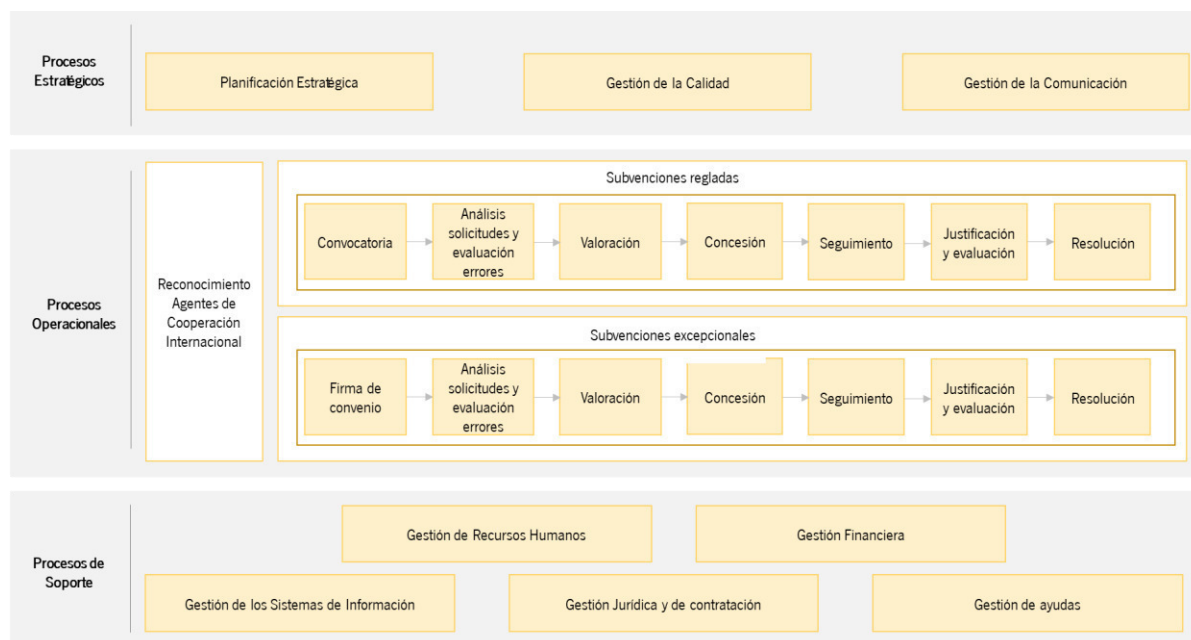 Procesos
Estratégicos
Planificación Estratégica
Gestión de la Calidad
Gestión de la Comunicación
Procesos
Operacionales
Reconocimiento
Agentes de
Cooperación
Internacional
Subvenciones regladas
Convocatoria
Análisis
solicitudes y
evaluación
errores
Valoración
Concesión
Seguimiento
Justificación
y evaluación
Resolución
Subvenciones excepcionales
Firma de
convenio
Análisis
solicitudes y
evaluación
errores
Valoración
Concesión
Seguimiento
Justificación
y evaluación
Resolución
Procesos de
Soporte
Gestión de Recursos Humanos
Gestión Financiera
Gestión de los Sistemas de Información
Gestión Jurídica y de contratación
Gestión de ayudas